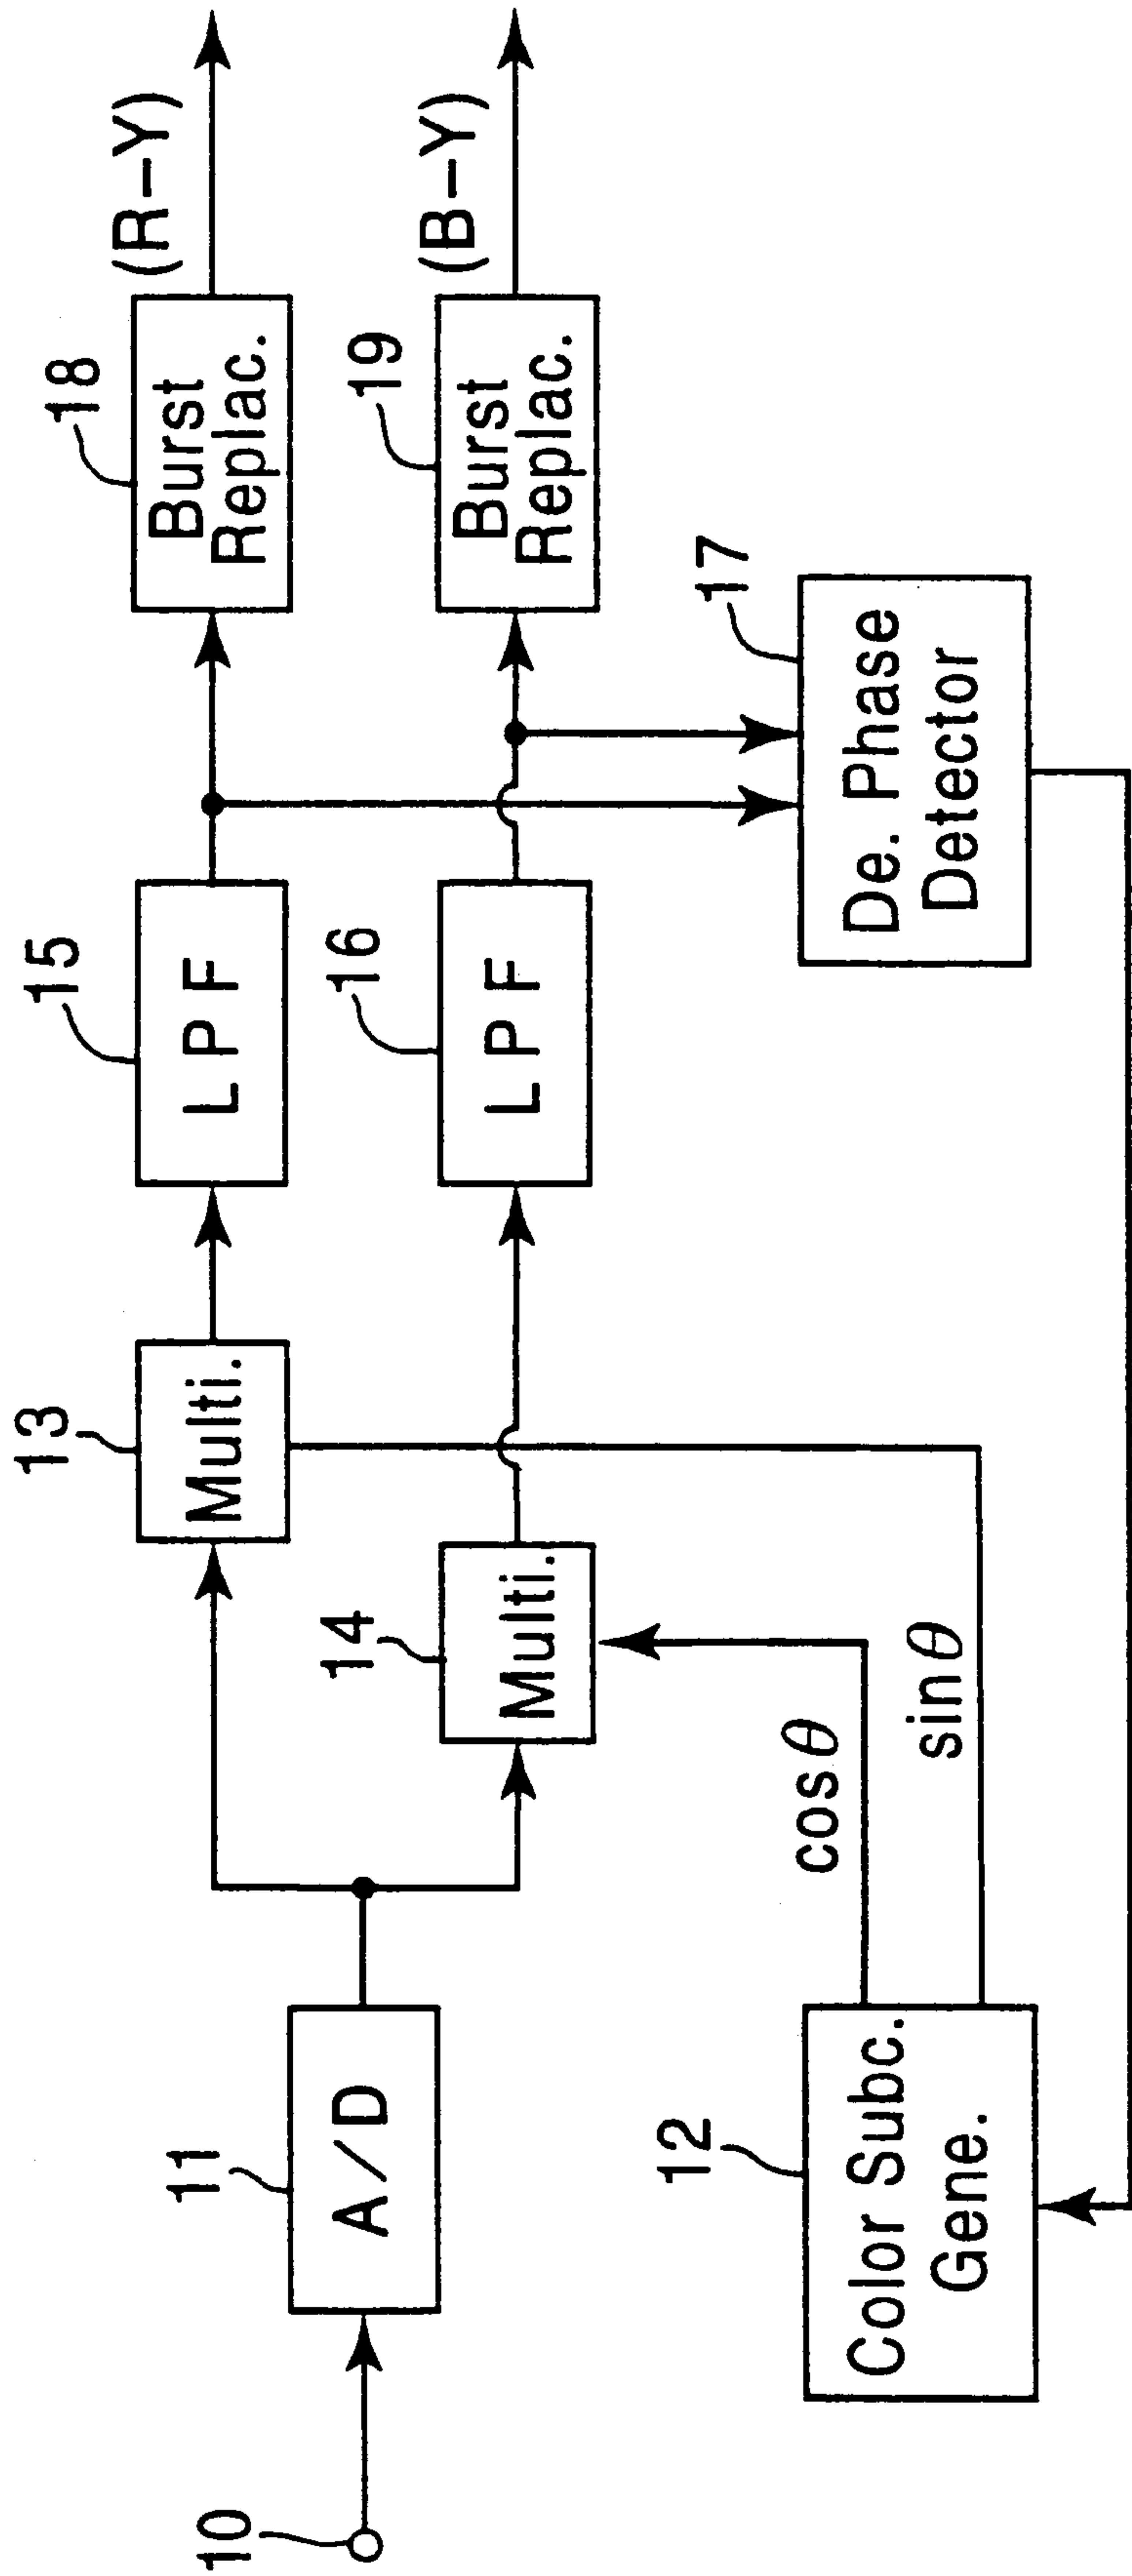 10
11
A/D
12
Color Subc.
Gene.
cosθ
sinθ
13
Multi.
14
Multi.
15
LPF
16
LPF
17
De. Phase
Detector
18
Burst
Replac.
(R-Y)
19
Burst
Replac.
(B-Y)